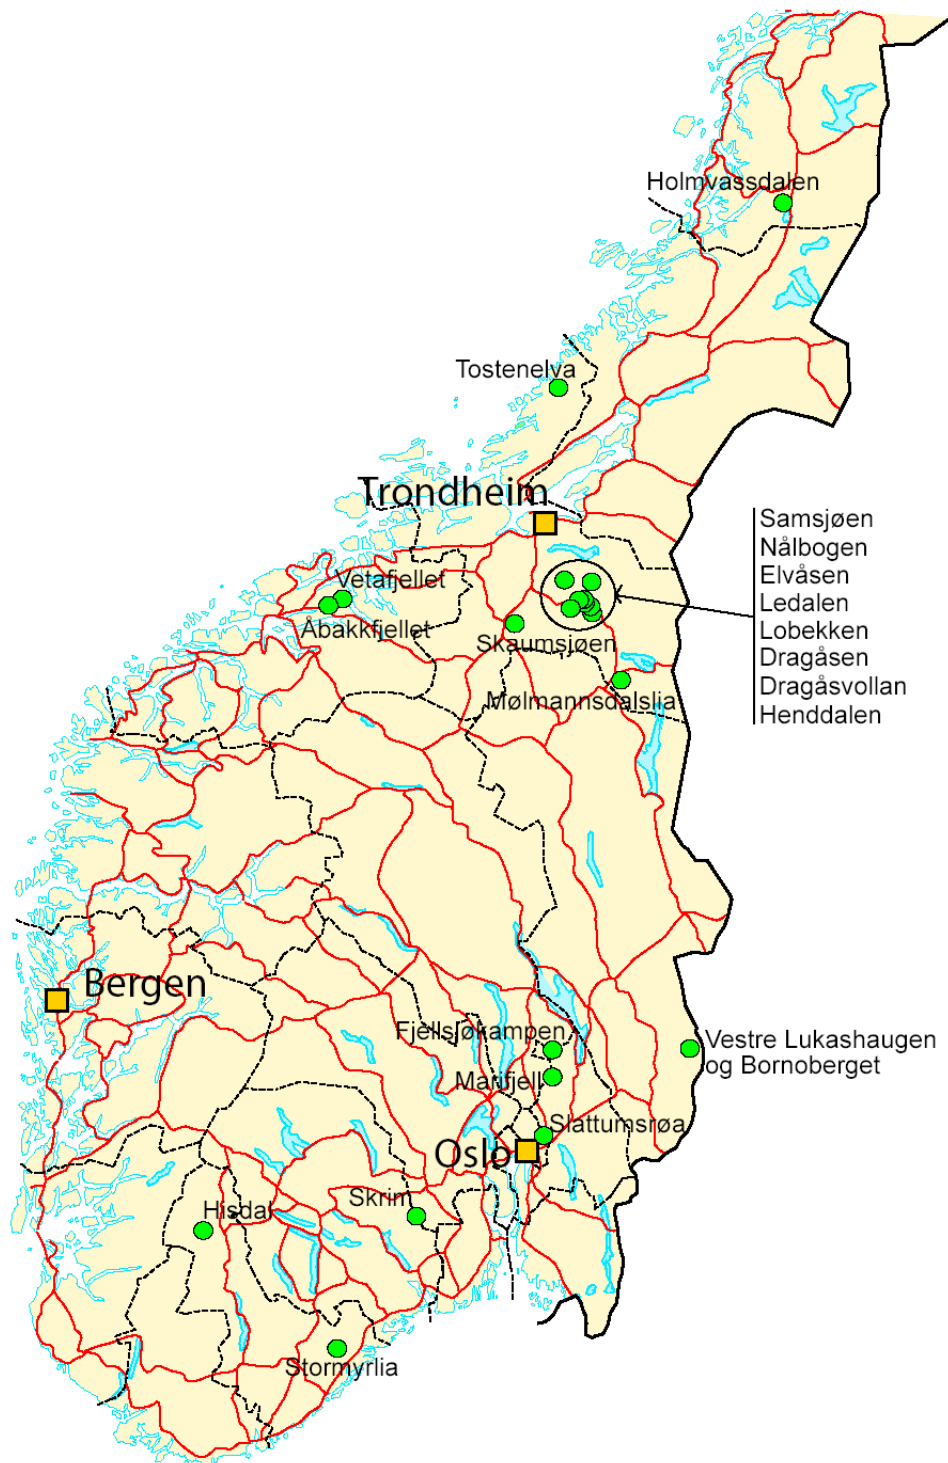 Holmvassdalen
Tostenelva
Trondheim
Samsjøen
Nålbogen
Elvåsen
Ledalen
Lobekken
Dragåsen
Dragåsvollan
Henddalen
Vetafjellet
Åbakkfjellet
Skaumsjøen
Mølmannsdalslia
Bergen
Fjellsjøkampen
Vestre Lukashaugen
og Bornoberget
Marifjell
Slattumsrøa
Oslo
Skrim
Hisdal
Stormyrlia